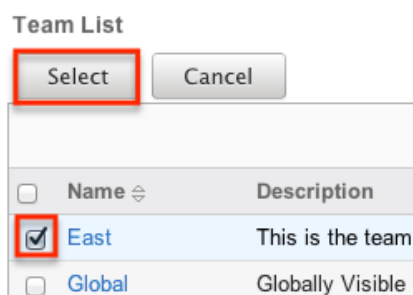 Team List
Select Cancel
Name Description
East This is the team
Global Globally Visible